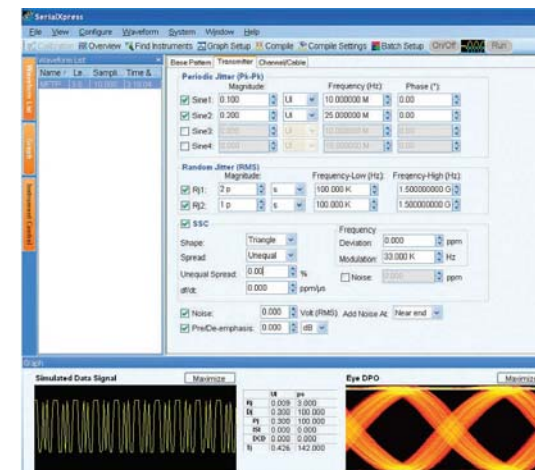 SerialXpress
File View Configure Waveform System Window Help
Overview Find Instruments Graph Setup Compile Compile Settings Batch Setup On/Off Run
Waveform List
Name / Le... Sampl... Time &...
Waveform List
Graph
Instrument Control
Base Pattern Transmitter Channel/Cable
Periodic Jitter (Pk-Pk)
Magnitude: Frequency (Hz): Phase (°):
Sine1: 0.100 UI 10.000000 M 0.00
Sine2: 0.200 UI 25.000000 M 0.00
Sine3:
Sine4:
Random Jitter (RMS)
Magnitude: Frequency-Low (Hz): Freqency-High (Hz):
Rj1: 2 p s 100.000 K 1.500000000 G
Rj2: 1 p s 100.000 K 1.500000000 G
SSC
Shape: Triangle
Spread Unequal
Unequal Spread: 0.00 %
df/dt: 0.000 ppm/µs
Frequency
Deviation: 0.000 ppm
Modulation: 33.000 K Hz
Noise: ppm
Noise: 0.000 Volt (RMS) Add Noise At: Near end
Pre/De-emphasis: 0.000 dB
Graph
Simulated Data Signal Maximize
UI ps
Rj 0.009 3.000
Dj 0.300 100.000
Pj 0.300 100.000
ISI 0.000 0.000
DCD 0.000 0.000
Tj 0.426 142.000
Eye DPO Maximize